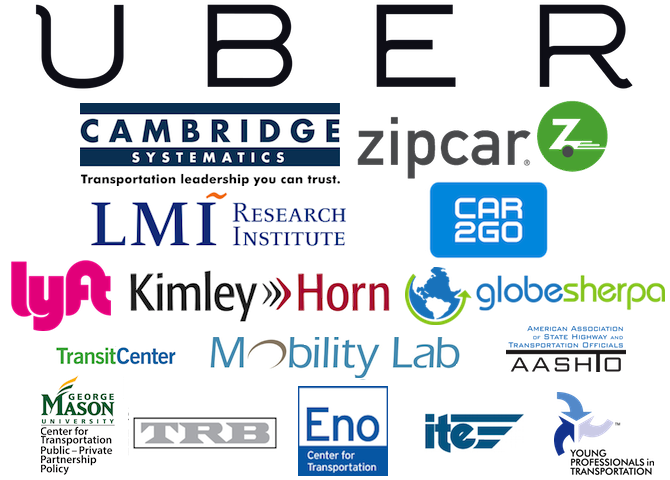 UBER
CAMBRIDGE
SYSTEMATICS
Transportation leadership you can trust.
zipcar®
Z
LMI
RESEARCH
INSTITUTE
CAR
2GO
lyft
Kimley»Horn
globesherpa
TransitCenter
Mobility Lab
AMERICAN ASSOCIATION
OF STATE HIGHWAY AND
TRANSPORTATION OFFICIALS
AASHTO
GEORGE
MASON
UNIVERSITY
Center for
Transportation
Public–Private
Partnership
Policy
TRB
Eno
Center for
Transportation
ite
™
YOUNG
PROFESSIONALS in
TRANSPORTATION